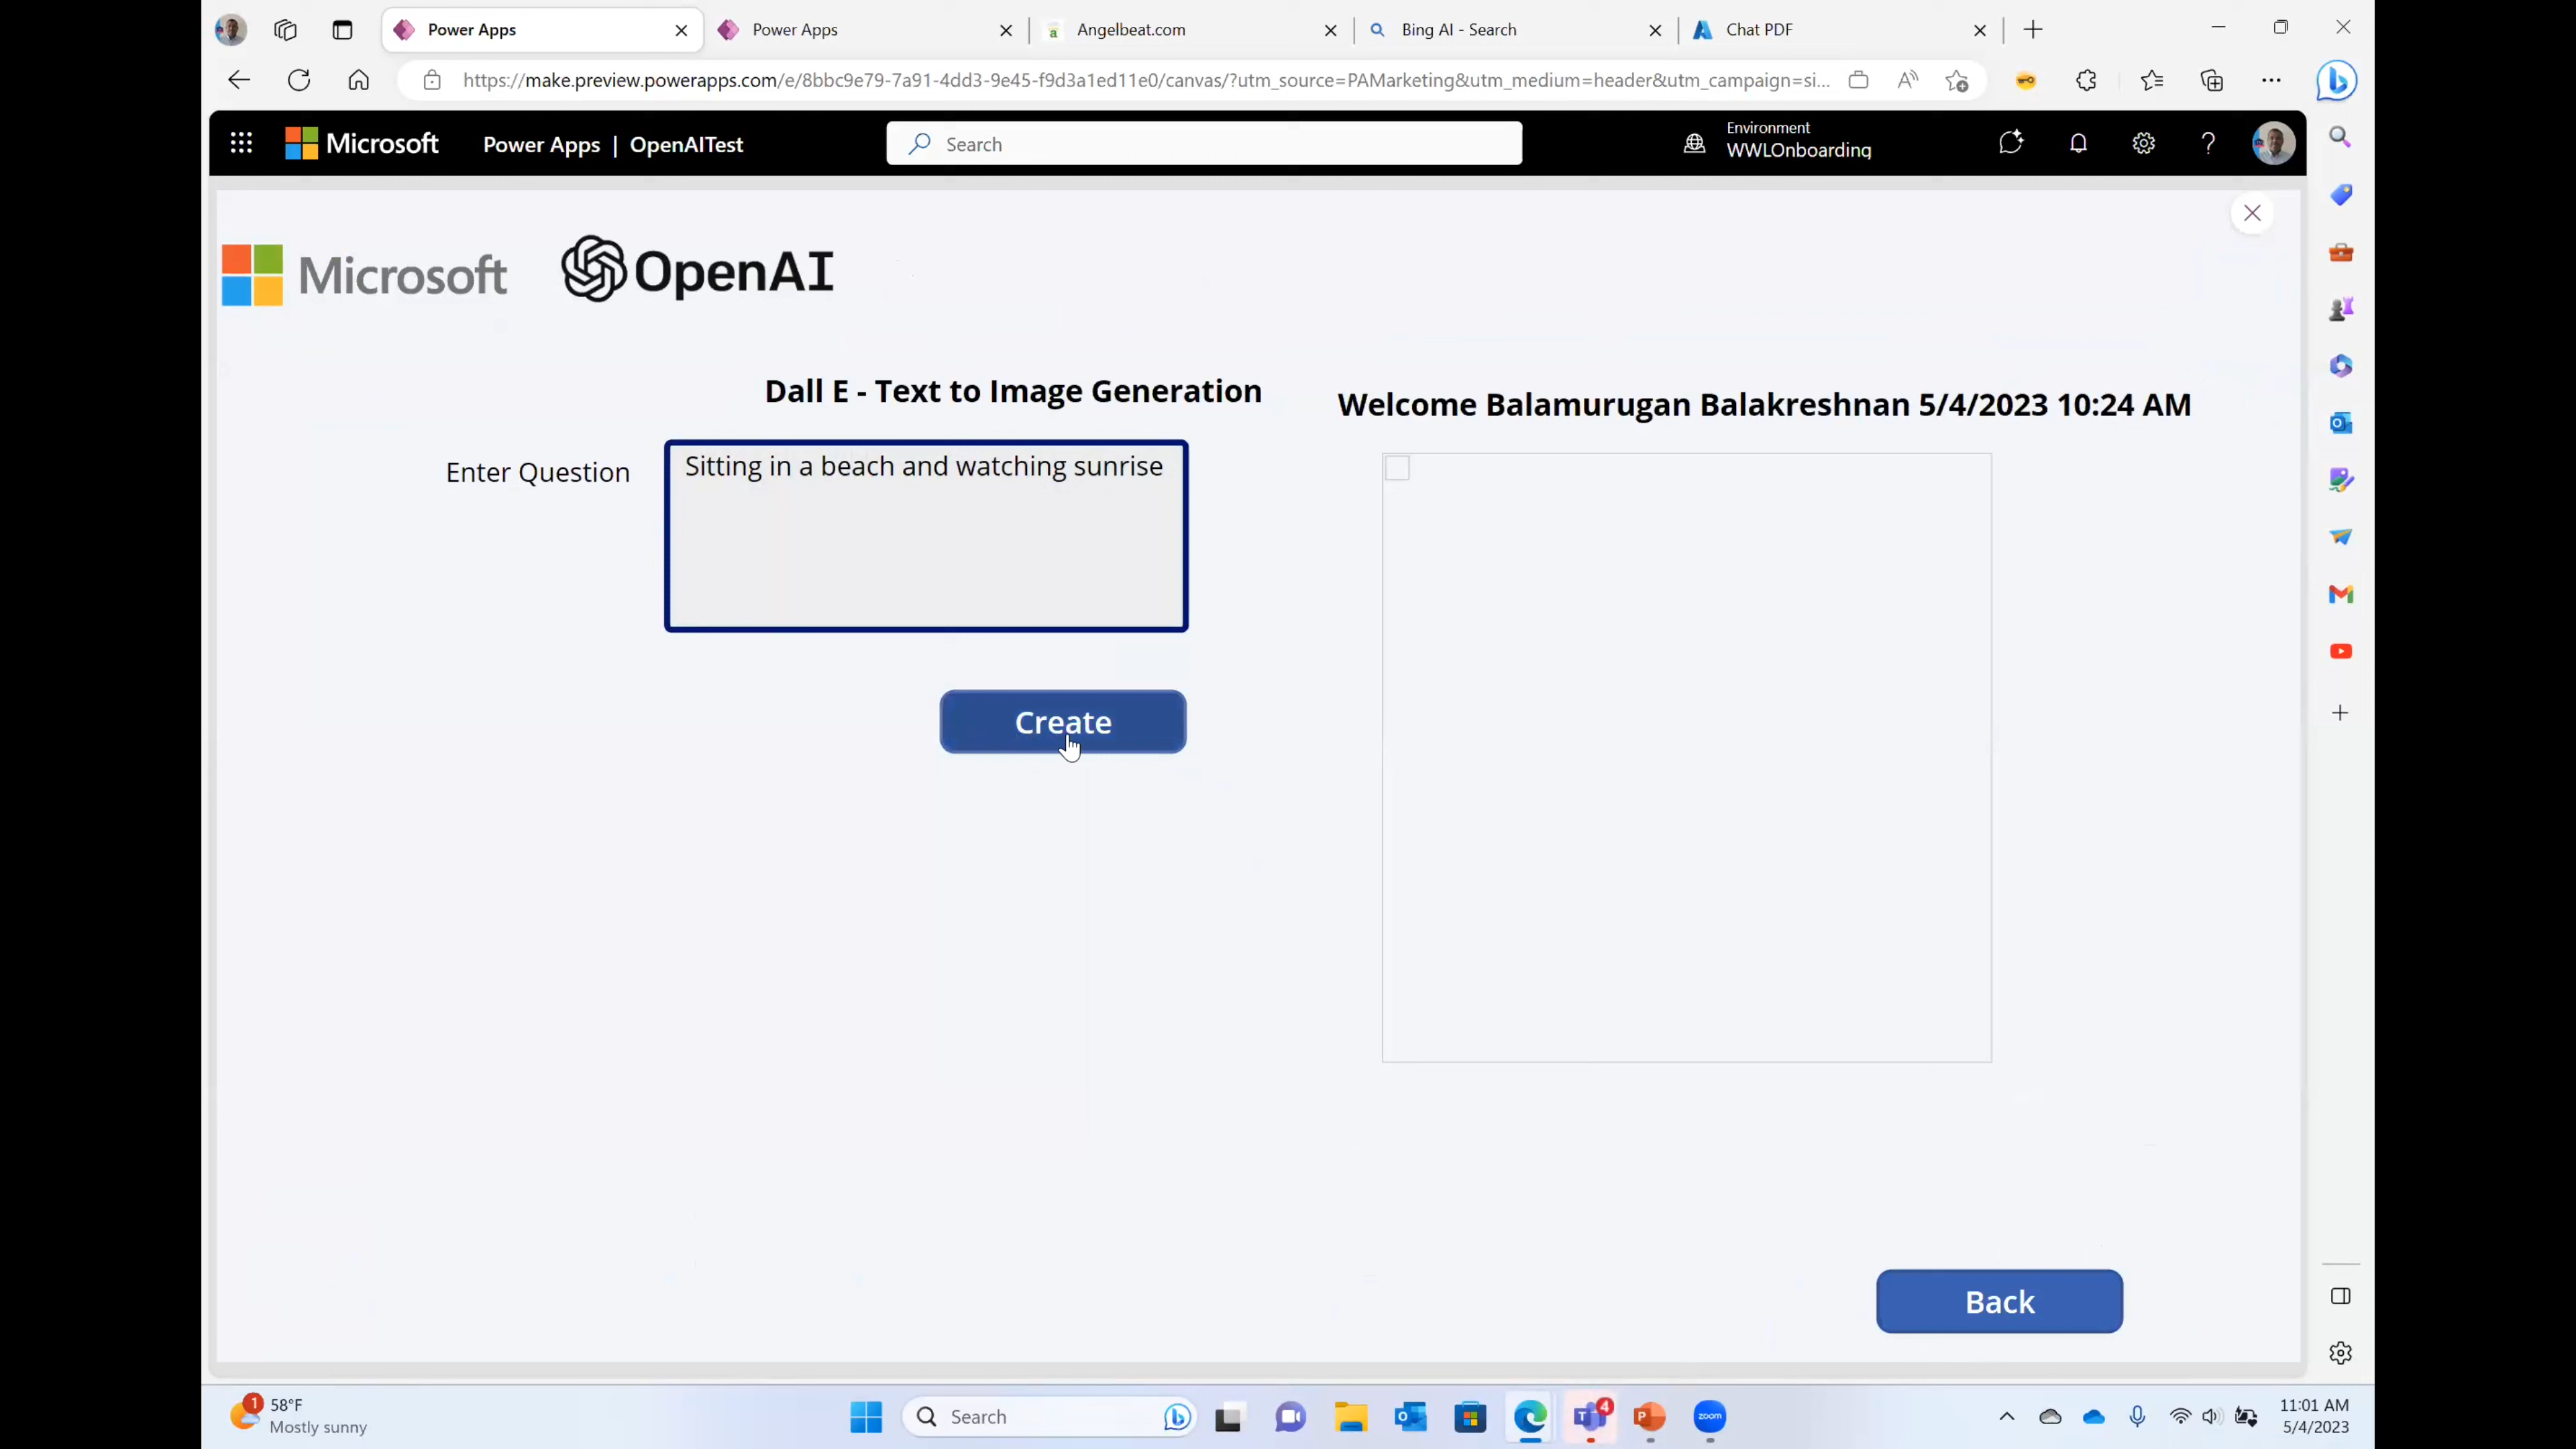 Power Apps
Power Apps
Angelbeat.com
Bing AI - Search
Chat PDF
https://make.preview.powerapps.com/e/8bbc9e79-7a91-4dd3-9e45-f9d3a1ed11e0/canvas/?utm_source=PAMarketing&utm_medium=header&utm_campaign=si...
Microsoft
Power Apps | OpenAITest
Search
Environment
WWLOnboarding
Microsoft
OpenAI
Dall E - Text to Image Generation
Welcome Balamurugan Balakreshnan 5/4/2023 10:24 AM
Enter Question
Sitting in a beach and watching sunrise
Create
Back
1
58°F
Mostly sunny
Search
4
zoom
11:01 AM
5/4/2023